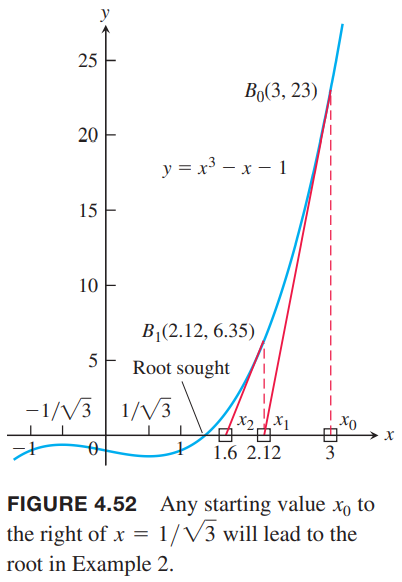 y
25
B₀(3, 23)
20
y = x³ − x − 1
15
10
B₁(2.12, 6.35)
5
Root sought
−1/√3
1/√3
x₂
x₁
x₀
x
−1
0
1
1.6
2.12
3
FIGURE 4.52 Any starting value x₀ to
the right of x = 1/√3 will lead to the
root in Example 2.